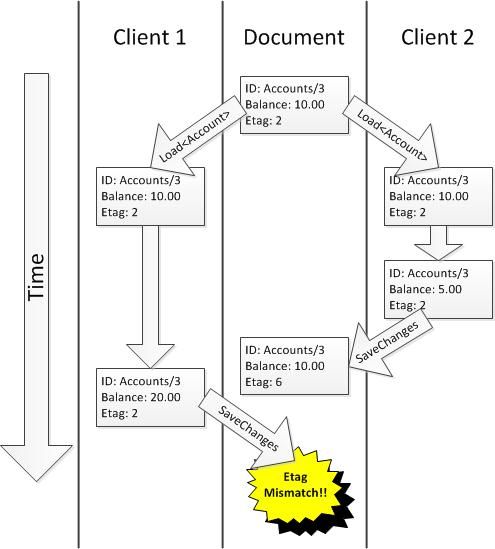 Client 1
Document
Client 2
ID: Accounts/3
Balance: 10.00
Etag: 2
Load<Account>
Load<Account>
ID: Accounts/3
Balance: 10.00
Etag: 2
ID: Accounts/3
Balance: 10.00
Etag: 2
Time
ID: Accounts/3
Balance: 5.00
Etag: 2
SaveChanges
ID: Accounts/3
Balance: 10.00
Etag: 6
ID: Accounts/3
Balance: 20.00
Etag: 2
SaveChanges
Etag
Mismatch!!